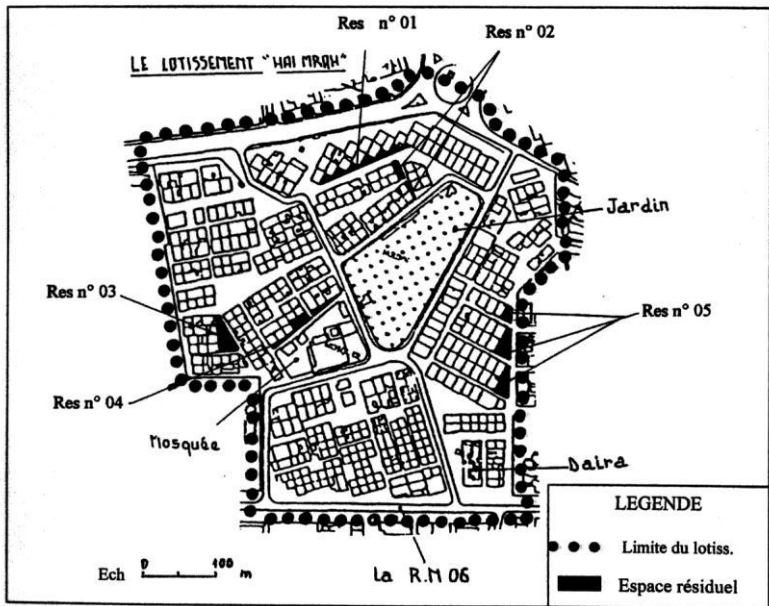 Res n° 01
Res n° 02
LE LOTISSEMENT "HAI MRAH"
Jardin
Res n° 03
Res n° 05
Res n° 04
Mosquée
Daira
LEGENDE
Limite du lotiss.
Espace résiduel
Ech 0 100 m
La R.N 06